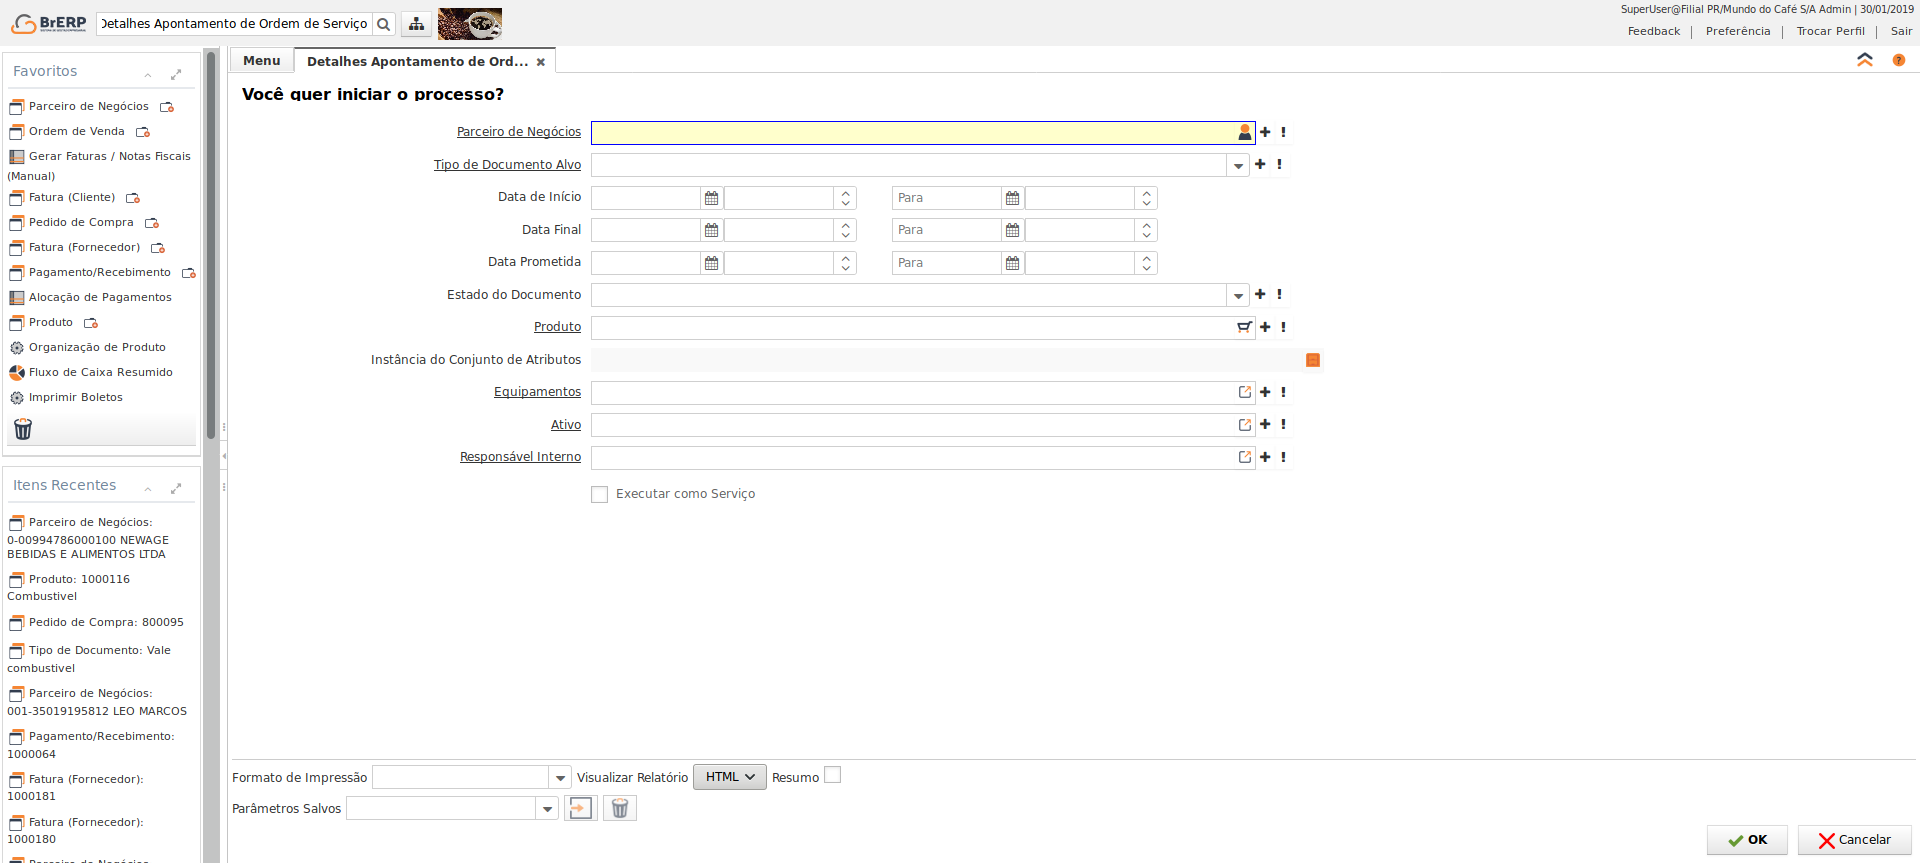 BrERP
Detalhes Apontamento de Ordem de Serviço
SuperUser@Filial PR/Mundo do Café S/A Admin | 30/01/2019
Feedback | Preferência | Trocar Perfil | Sair
Favoritos
Parceiro de Negócios
Ordem de Venda
Gerar Faturas / Notas Fiscais
(Manual)
Fatura (Cliente)
Pedido de Compra
Fatura (Fornecedor)
Pagamento/Recebimento
Alocação de Pagamentos
Produto
Organização de Produto
Fluxo de Caixa Resumido
Imprimir Boletos
Itens Recentes
Parceiro de Negócios:
0-00994786000100 NEWAGE
BEBIDAS E ALIMENTOS LTDA
Produto: 1000116
Combustivel
Pedido de Compra: 800095
Tipo de Documento: Vale
combustivel
Parceiro de Negócios:
001-35019195812 LEO MARCOS
Pagamento/Recebimento:
1000064
Fatura (Fornecedor):
1000181
Fatura (Fornecedor):
1000180
Parceiro de Negócios
Menu
Detalhes Apontamento de Ord...
Você quer iniciar o processo?
Parceiro de Negócios
Tipo de Documento Alvo
Data de Início Para
Data Final Para
Data Prometida Para
Estado do Documento
Produto
Instância do Conjunto de Atributos
Equipamentos
Ativo
Responsável Interno
Executar como Serviço
Formato de Impressão Visualizar Relatório HTML Resumo
Parâmetros Salvos
OK Cancelar